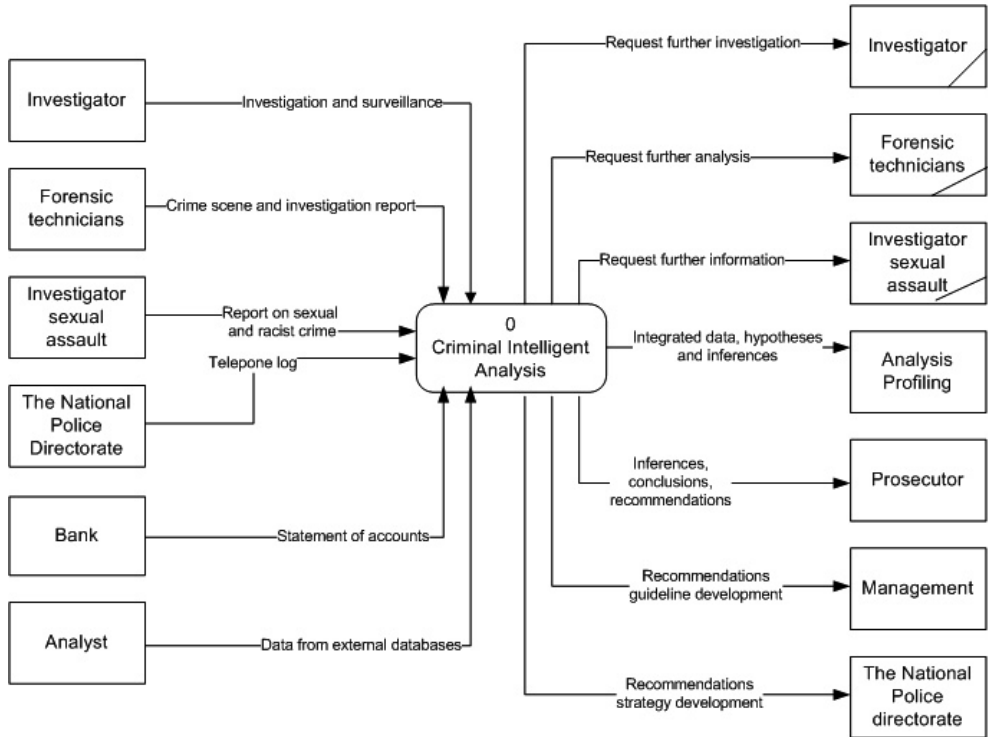 Investigator
Forensic
technicians
Investigator
sexual
assault
The National
Police
Directorate
Bank
Analyst
Investigation and surveillance
Crime scene and investigation report
Report on sexual
and racist crime
Telepone log
Statement of accounts
Data from external databases
0
Criminal Intelligent
Analysis
Request further investigation
Request further analysis
Request further information
Integrated data, hypotheses
and inferences
Inferences,
conclusions,
recommendations
Recommendations
guideline development
Recommendations
strategy development
Investigator
Forensic
technicians
Investigator
sexual
assault
Analysis
Profiling
Prosecutor
Management
The National
Police
directorate